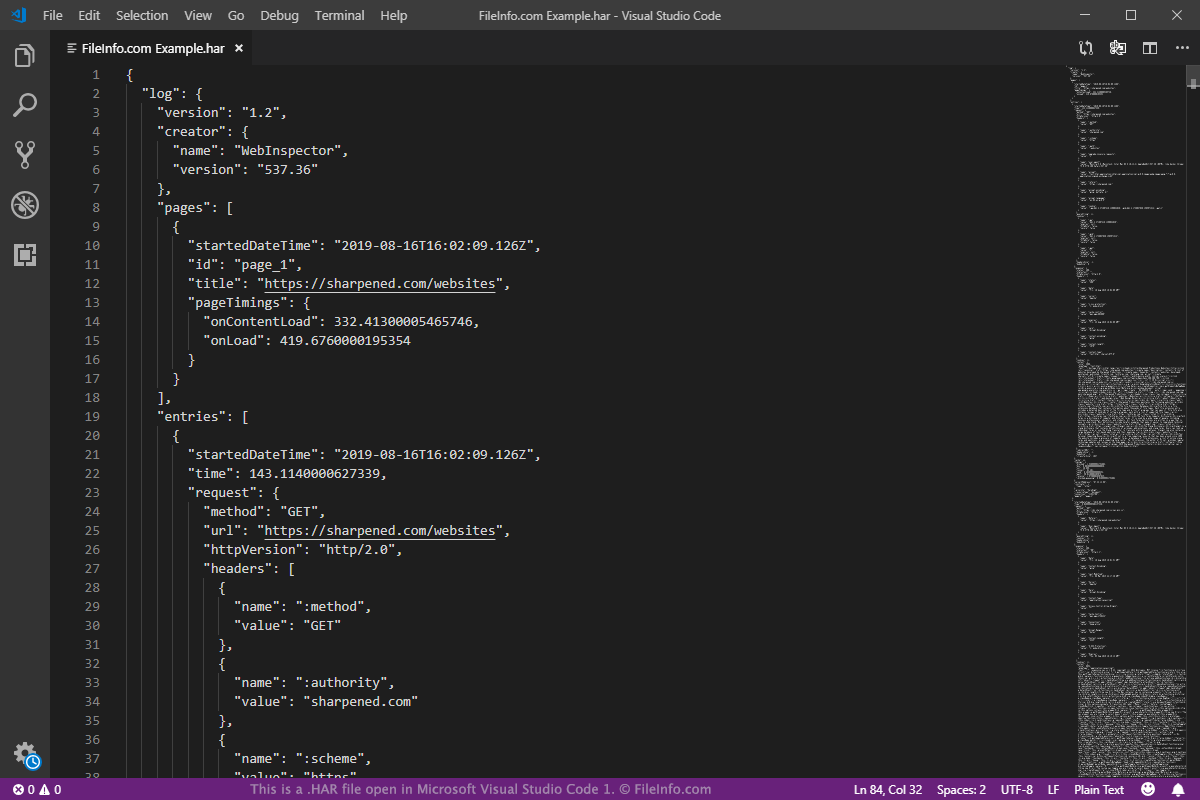 File Edit Selection View Go Debug Terminal Help FileInfo.com Example.har - Visual Studio Code
FileInfo.com Example.har ×
1 {
2 "log": {
3 "version": "1.2",
4 "creator": {
5 "name": "WebInspector",
6 "version": "537.36"
7 },
8 "pages": [
9 {
10 "startedDateTime": "2019-08-16T16:02:09.126Z",
11 "id": "page_1",
12 "title": "https://sharpened.com/websites",
13 "pageTimings": {
14 "onContentLoad": 332.41300005465746,
15 "onLoad": 419.6760000195354
16 }
17 }
18 ],
19 "entries": [
20 {
21 "startedDateTime": "2019-08-16T16:02:09.126Z",
22 "time": 143.1140000627339,
23 "request": {
24 "method": "GET",
25 "url": "https://sharpened.com/websites",
26 "httpVersion": "http/2.0",
27 "headers": [
28 {
29 "name": ":method",
30 "value": "GET"
31 },
32 {
33 "name": ":authority",
34 "value": "sharpened.com"
35 },
36 {
37 "name": ":scheme",
38 "value": "https"
0 0 This is a .HAR file open in Microsoft Visual Studio Code 1. © FileInfo.com Ln 84, Col 32 Spaces: 2 UTF-8 LF Plain Text